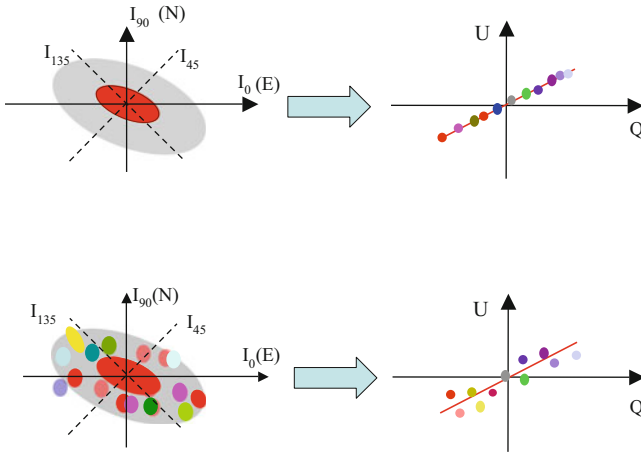 I90 (N)
U
I135
I45
I0 (E)
Q
I90(N)
U
I135
I45
I0(E)
Q